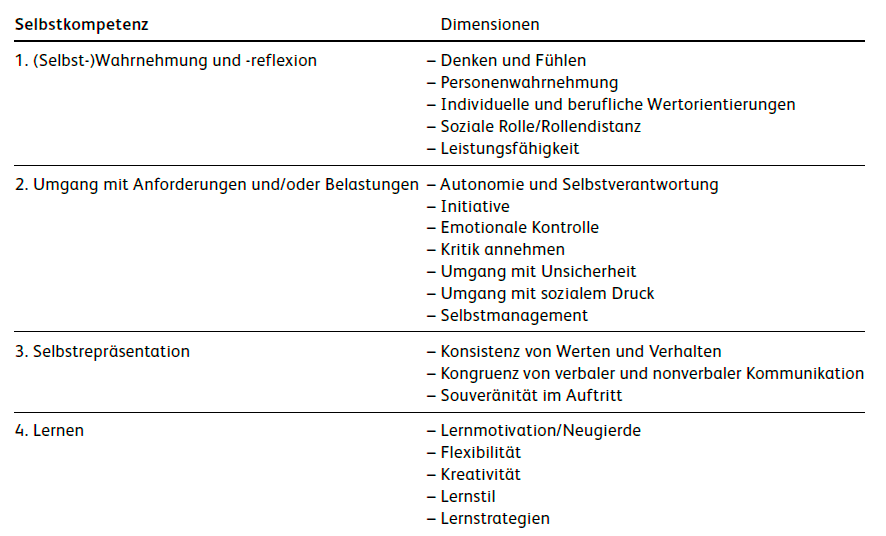 Selbstkompetenz Dimensionen
1. (Selbst-)Wahrnehmung und -reflexion – Denken und Fühlen
– Personenwahrnehmung
– Individuelle und berufliche Wertorientierungen
– Soziale Rolle/Rollendistanz
– Leistungsfähigkeit
2. Umgang mit Anforderungen und/oder Belastungen – Autonomie und Selbstverantwortung
– Initiative
– Emotionale Kontrolle
– Kritik annehmen
– Umgang mit Unsicherheit
– Umgang mit sozialem Druck
– Selbstmanagement
3. Selbstrepräsentation – Konsistenz von Werten und Verhalten
– Kongruenz von verbaler und nonverbaler Kommunikation
– Souveränität im Auftritt
4. Lernen – Lernmotivation/Neugierde
– Flexibilität
– Kreativität
– Lernstil
– Lernstrategien